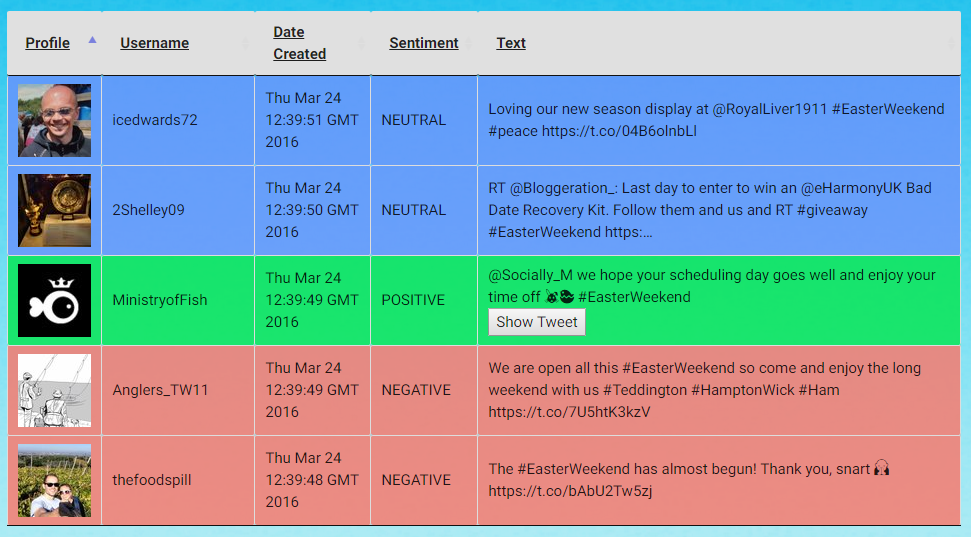 Profile Username Date Created Sentiment Text
icedwards72
Thu Mar 24
12:39:51 GMT
2016
NEUTRAL
Loving our new season display at @RoyalLiver1911 #EasterWeekend
#peace https://t.co/04B6olnbLl
2Shelley09
Thu Mar 24
12:39:50 GMT
2016
NEUTRAL
RT @Bloggeration_: Last day to enter to win an @eHarmonyUK Bad
Date Recovery Kit. Follow them and us and RT #giveaway
#EasterWeekend https:...
MinistryofFish
Thu Mar 24
12:39:49 GMT
2016
POSITIVE
@Socially_M we hope your scheduling day goes well and enjoy your
time off #EasterWeekend
Show Tweet
Anglers_TW11
Thu Mar 24
12:39:49 GMT
2016
NEGATIVE
We are open all this #EasterWeekend so come and enjoy the long
weekend with us #Teddington #HamptonWick #Ham
https://t.co/7U5htK3kzV
thefoodspill
Thu Mar 24
12:39:48 GMT
2016
NEGATIVE
The #EasterWeekend has almost begun! Thank you, snart
https://t.co/bAbU2Tw5zj